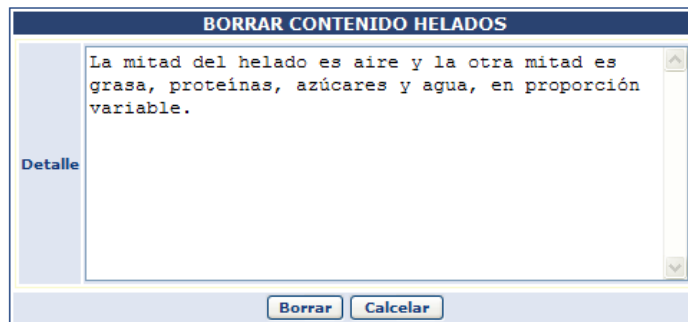 BORRAR CONTENIDO HELADOS
La mitad del helado es aire y la otra mitad es
grasa, proteínas, azúcares y agua, en proporción
variable.
Detalle
Borrar Calcelar